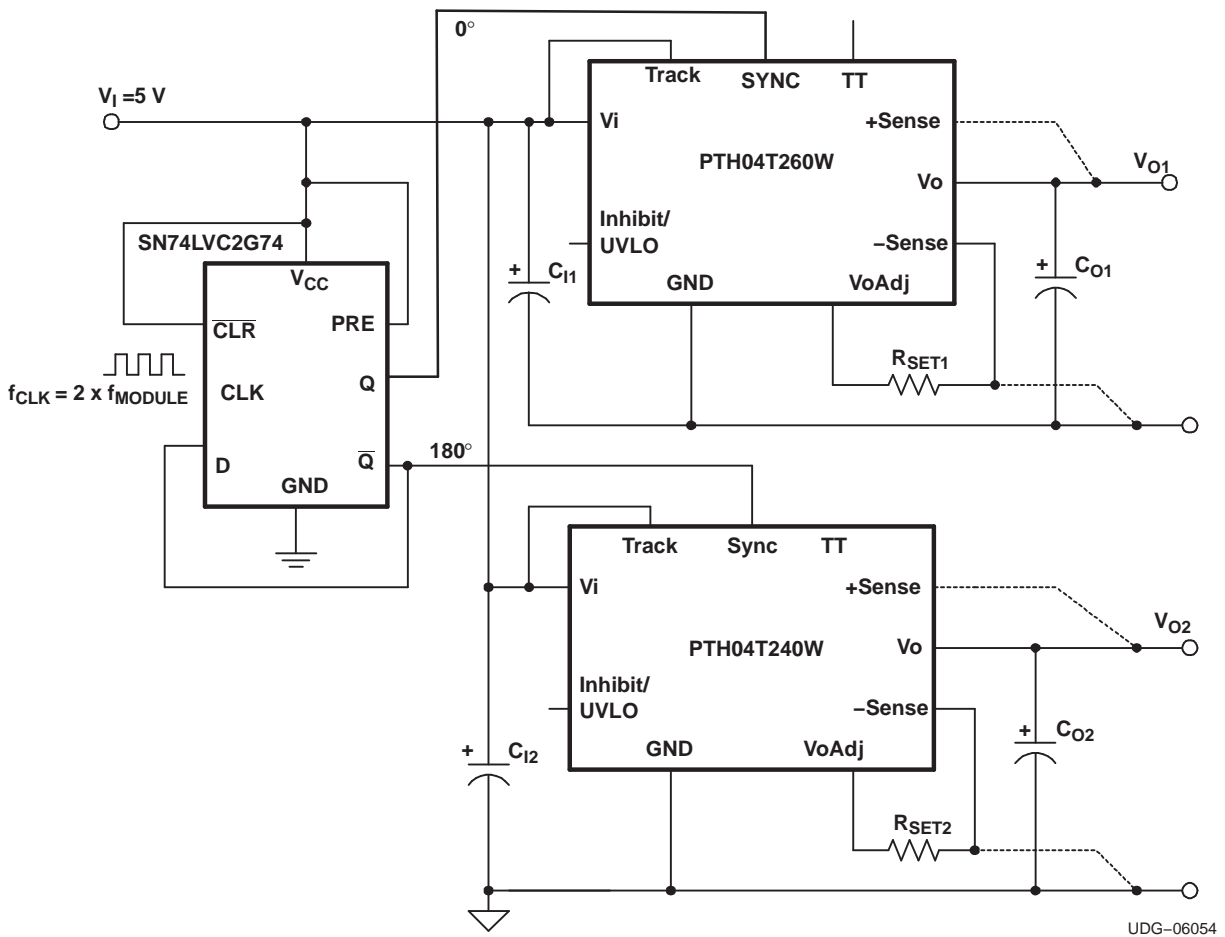 0°
Track SYNC TT
V_I =5 V
Vi
+Sense
PTH04T260W
V_O1
Vo
Inhibit/
UVLO
–Sense
SN74LVC2G74
+ C_I1
+ C_O1
V_CC
GND VoAdj
CLR PRE
R_SET1
f_CLK = 2 x f_MODULE
CLK Q
D Q
180°
GND
Track Sync TT
Vi
+Sense
V_O2
PTH04T240W
Vo
Inhibit/
UVLO
–Sense
+ C_I2
+ C_O2
GND VoAdj
R_SET2
UDG–06054